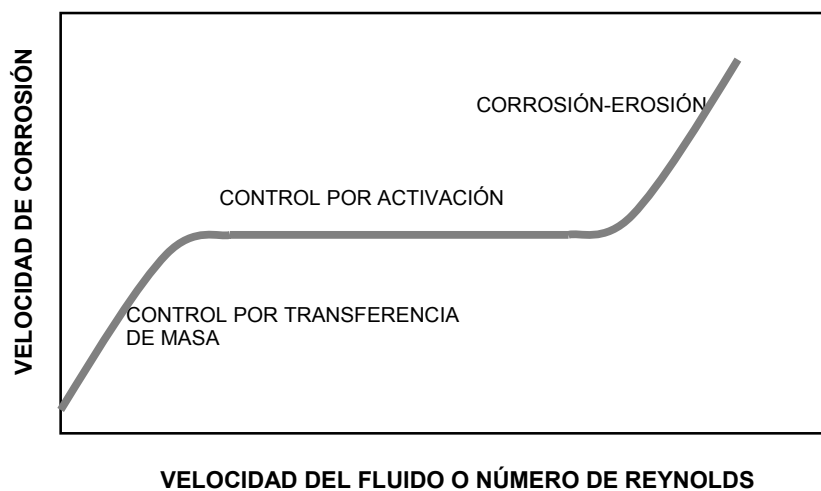 CORROSIÓN-EROSIÓN
CONTROL POR ACTIVACIÓN
CONTROL POR TRANSFERENCIA
DE MASA
VELOCIDAD DE CORROSIÓN
VELOCIDAD DEL FLUIDO O NÚMERO DE REYNOLDS